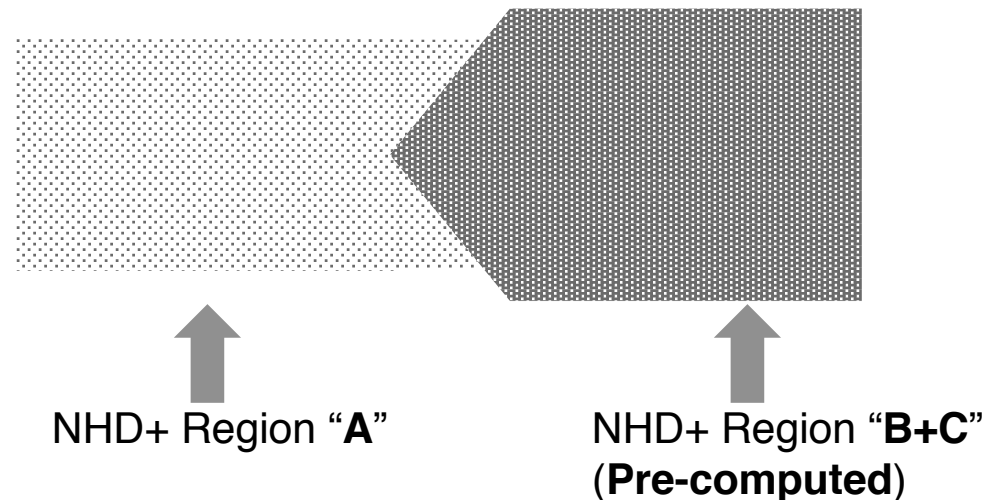 NHD+ Region “A”
NHD+ Region “B+C”
(Pre-computed)